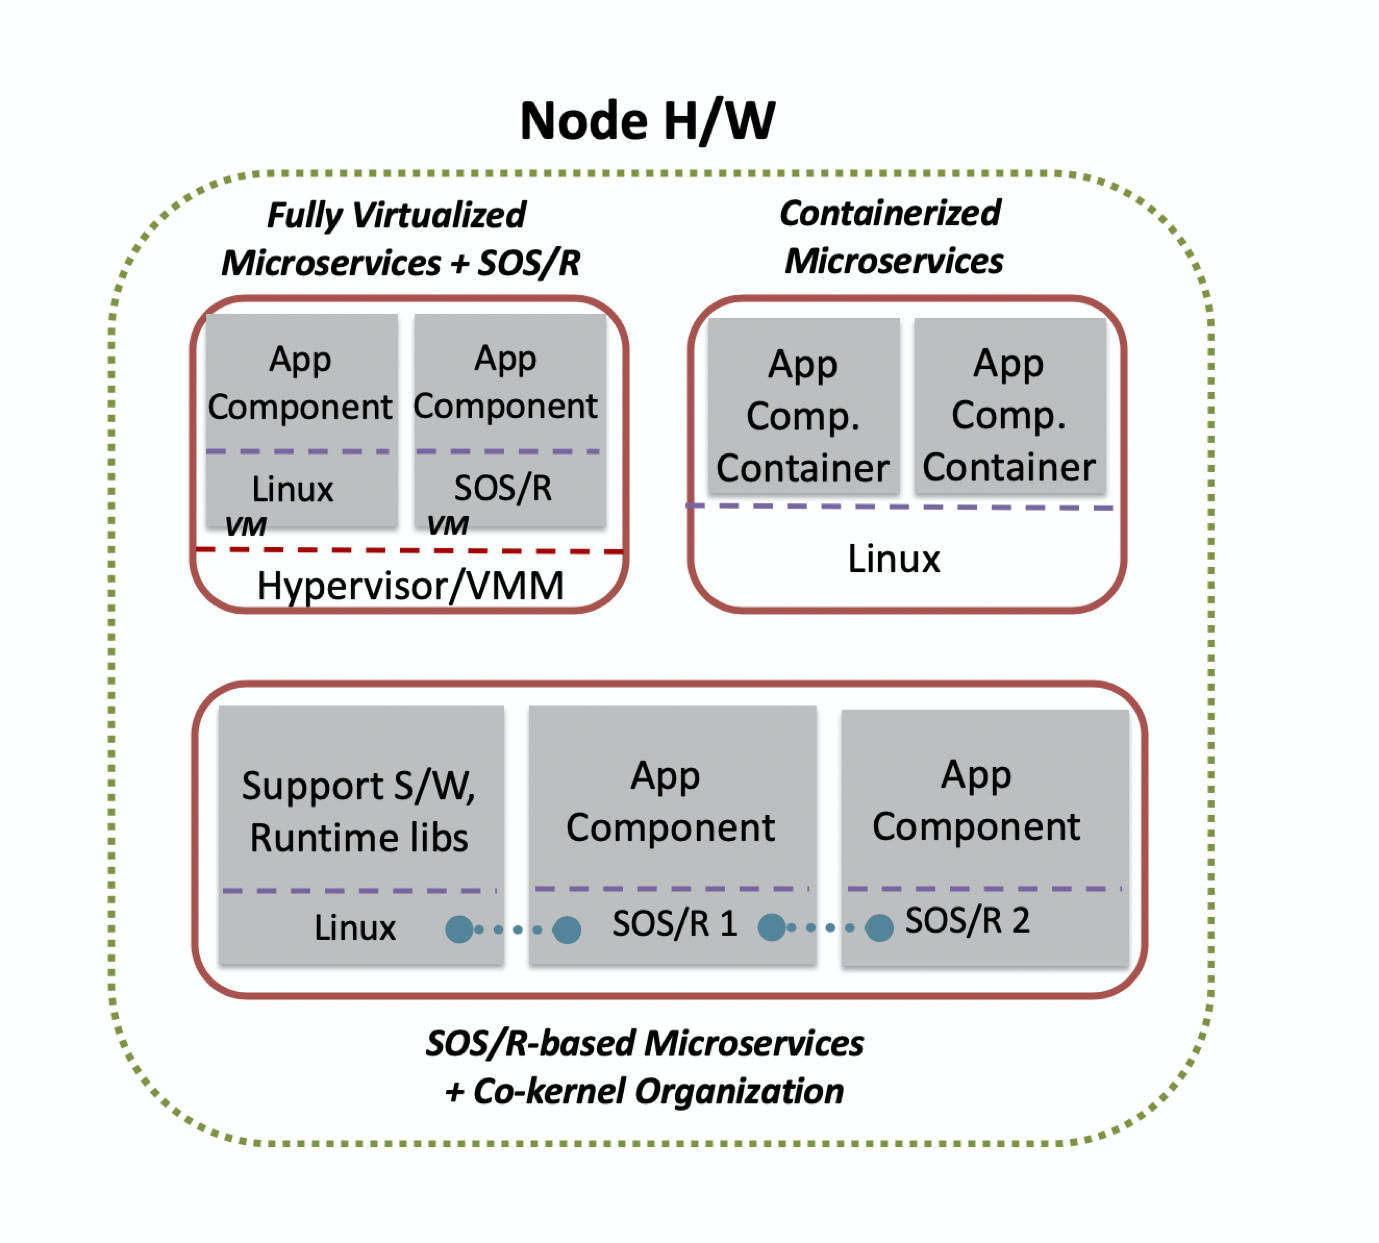 Node H/W
Fully Virtualized
Microservices + SOS/R
Containerized
Microservices
App
Component
Linux
VM
App
Component
SOS/R
VM
Hypervisor/VMM
App
Comp.
Container
App
Comp.
Container
Linux
Support S/W,
Runtime libs
Linux
App
Component
SOS/R 1
App
Component
SOS/R 2
SOS/R-based Microservices
+ Co-kernel Organization